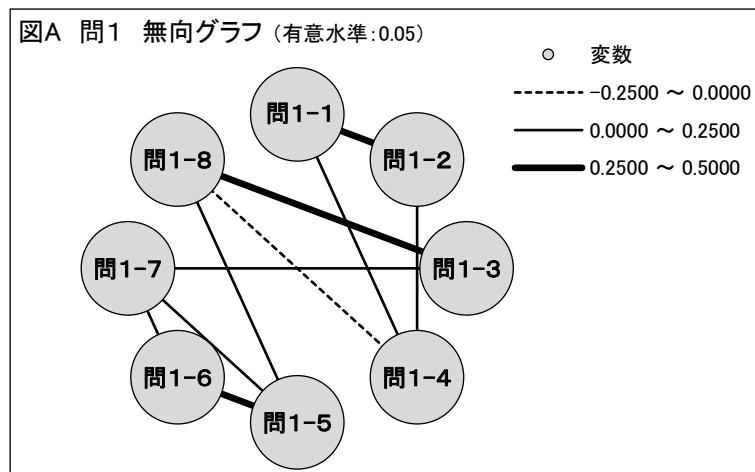 図A 問1 無向グラフ（有意水準：0.05）
変数
-0.2500 ～ 0.0000
0.0000 ～ 0.2500
0.2500 ～ 0.5000
問1-1
問1-2
問1-8
問1-7
問1-3
問1-6
問1-4
問1-5